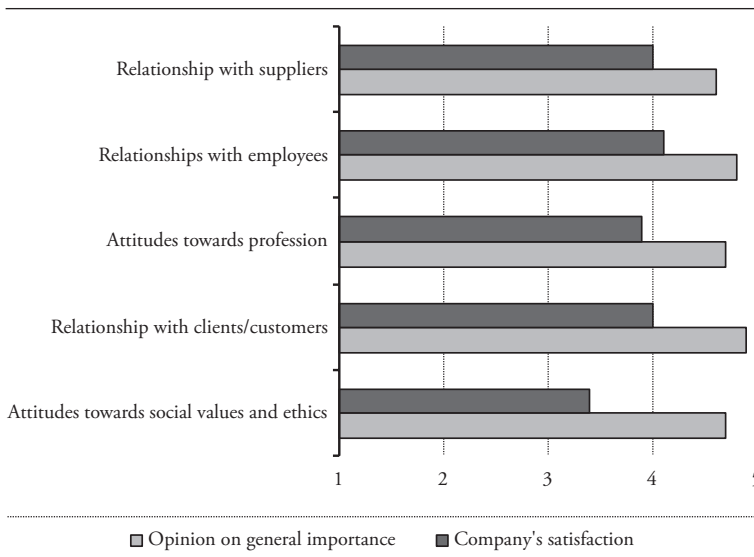 Relationship with suppliers
Relationships with employees
Attitudes towards profession
Relationship with clients/customers
Attitudes towards social values and ethics
1 2 3 4
Opinion on general importance Company's satisfaction